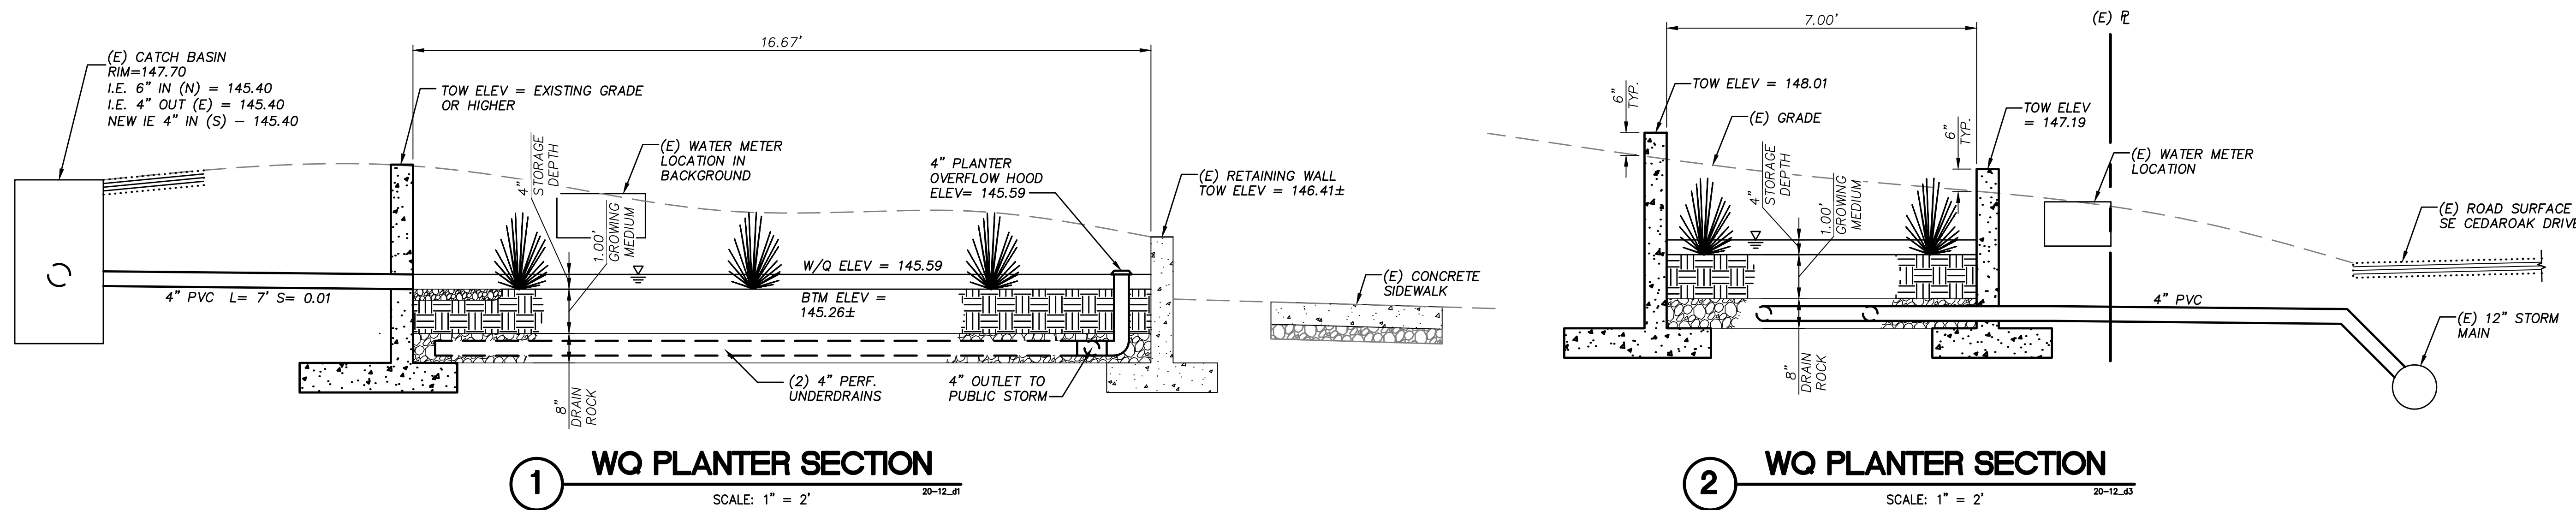 (E) CATCH BASIN
RIM=147.70
I.E. 6" IN (N) = 145.40
I.E. 4" OUT (E) = 145.40
NEW IE 4" IN (S) - 145.40
TOW ELEV = EXISTING GRADE
OR HIGHER
16.67'
4"
STORAGE
DEPTH
1.00'
GROWING
MEDIUM
(E) WATER METER
LOCATION IN
BACKGROUND
4" PLANTER
OVERFLOW HOOD
ELEV= 145.59
(E) RETAINING WALL
TOW ELEV = 146.41±
4" PVC L= 7' S= 0.01
W/Q ELEV = 145.59
BTM ELEV =
145.26±
(E) CONCRETE
SIDEWALK
8"
DRAIN
ROCK
(2) 4" PERF.
UNDERDRAINS
4" OUTLET TO
PUBLIC STORM
1
WQ PLANTER SECTION
SCALE: 1" = 2'
20-12_d1
7.00'
(E) PL
6"
TYP.
TOW ELEV = 148.01
(E) GRADE
4"
STORAGE
DEPTH
1.00'
GROWING
MEDIUM
6"
TYP.
TOW ELEV
= 147.19
(E) WATER METER
LOCATION
(E) ROAD SURFACE
SE CEDAROAK DRIVE
4" PVC
(E) 12" STORM
MAIN
8"
DRAIN
ROCK
2
WQ PLANTER SECTION
SCALE: 1" = 2'
20-12_d3